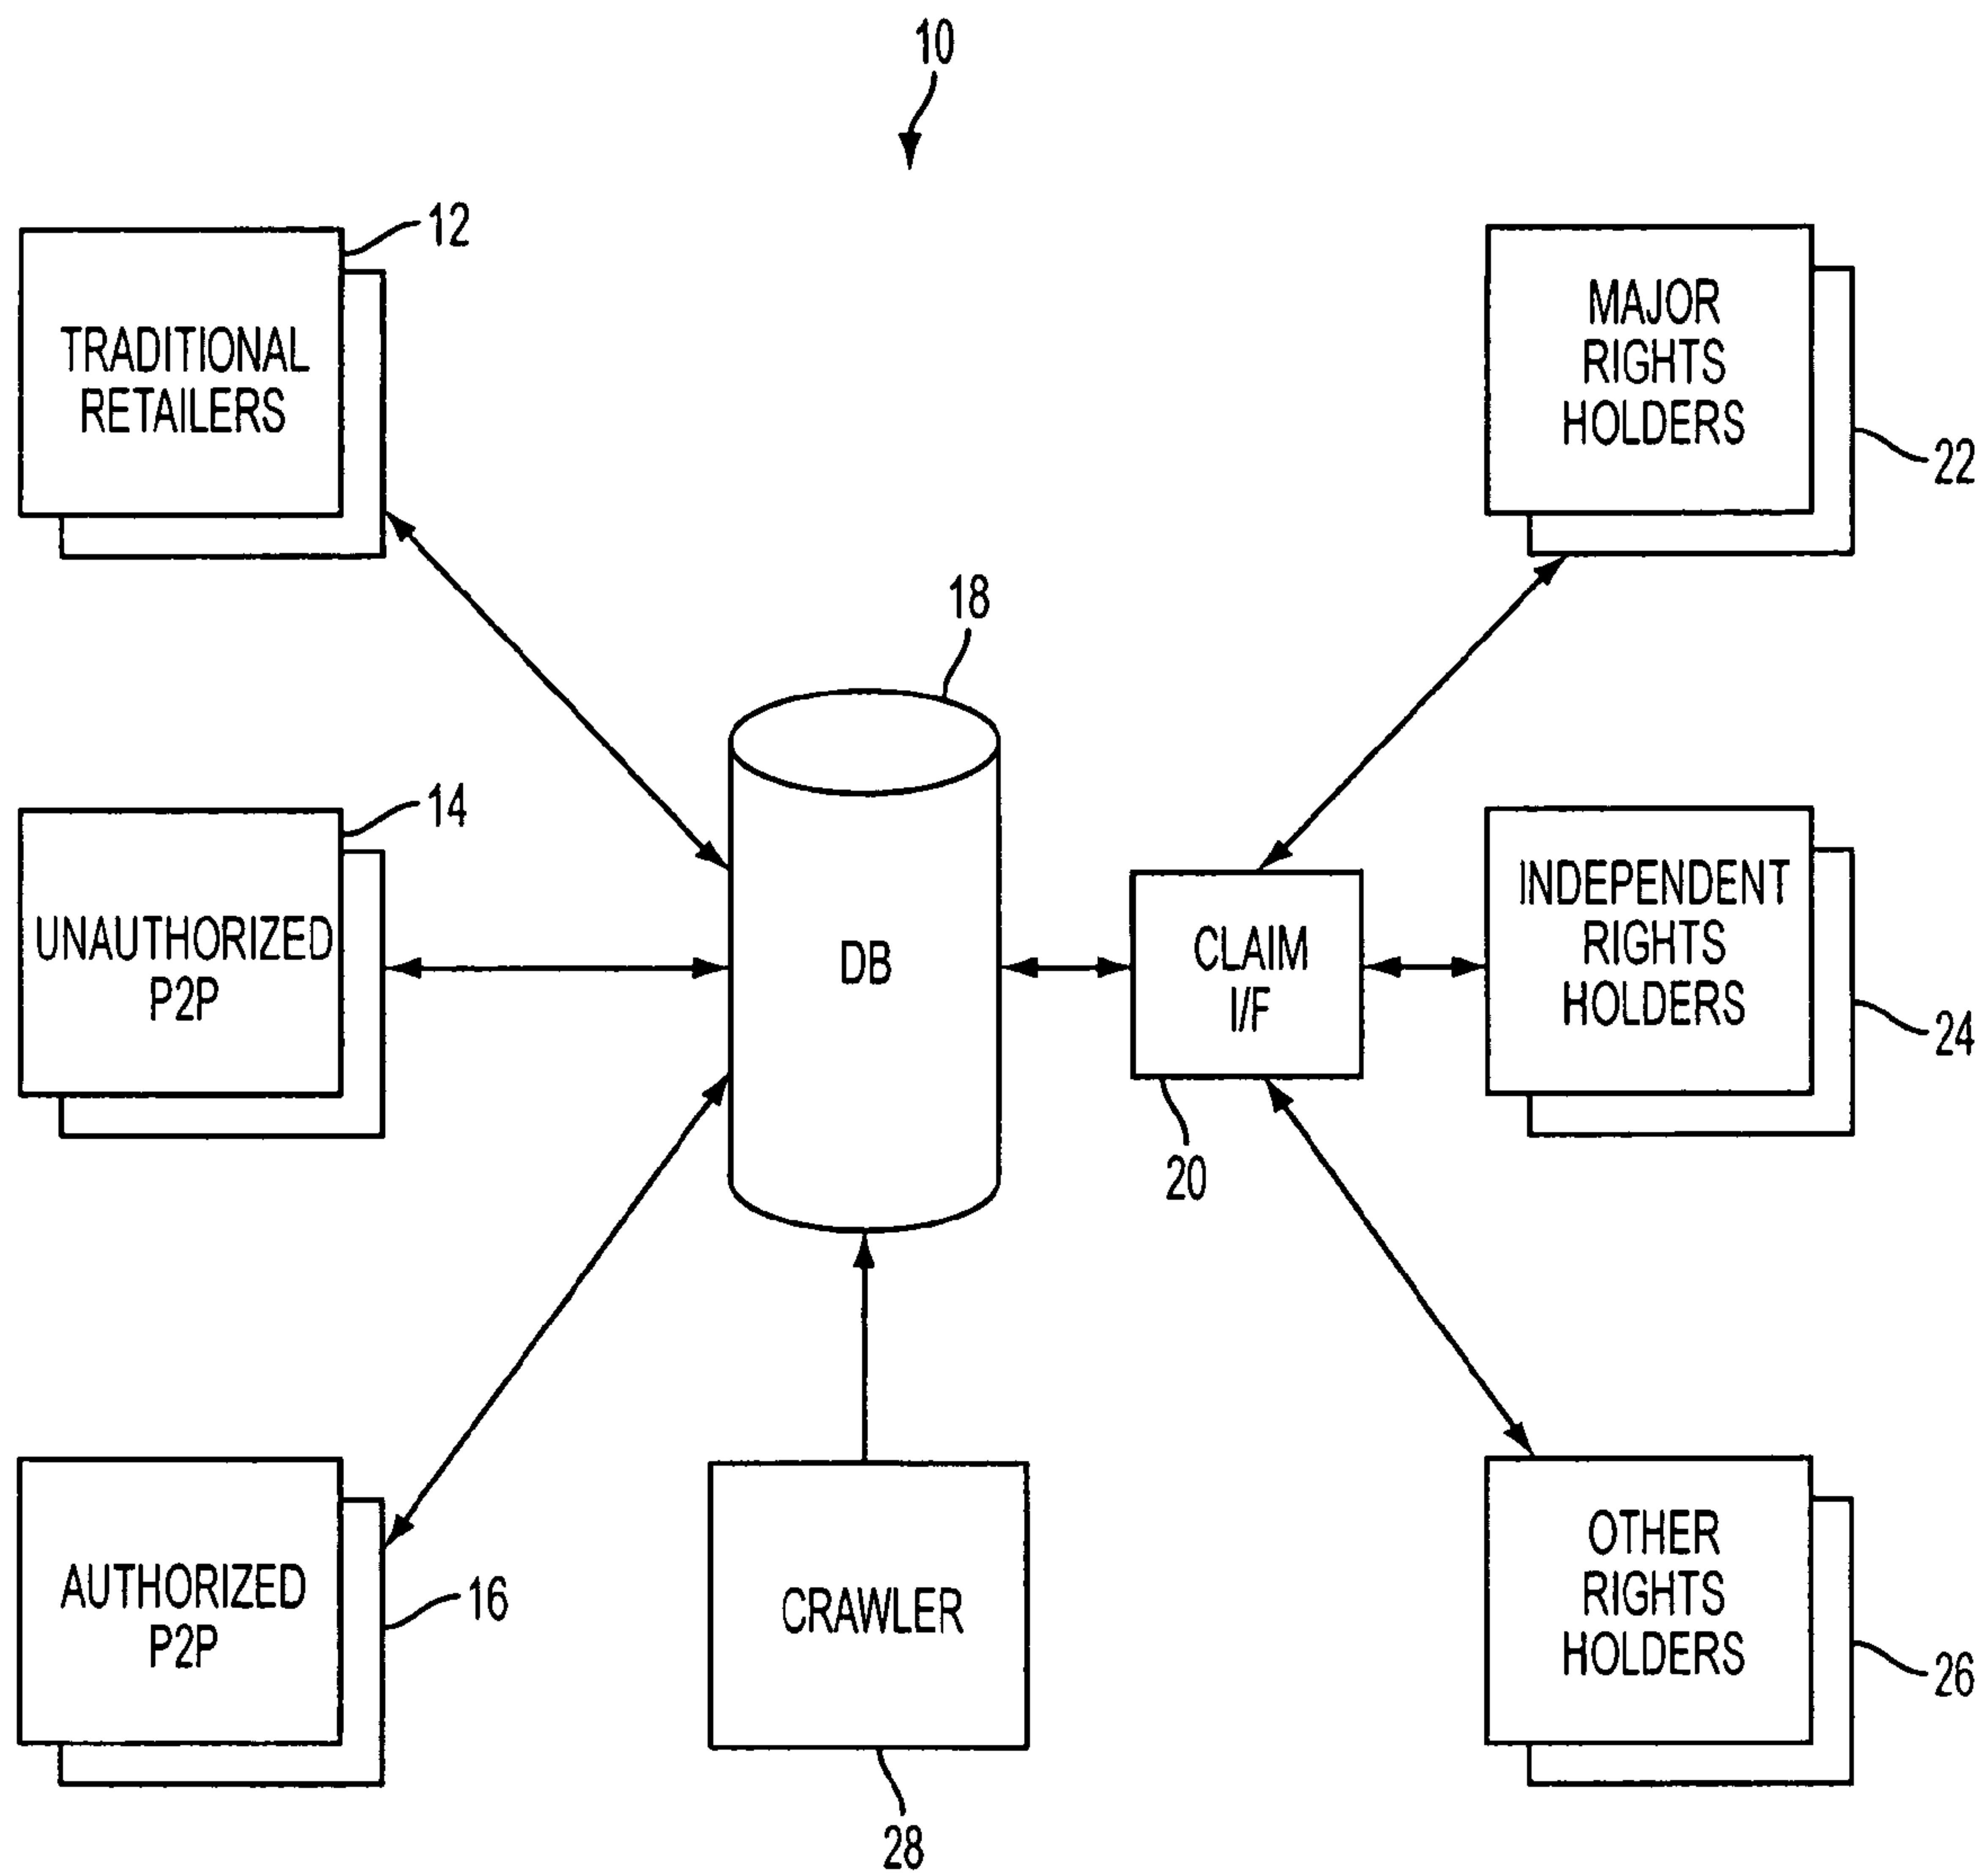 10
12
TRADITIONAL
RETAILERS
MAJOR
RIGHTS
HOLDERS
22
18
14
UNAUTHORIZED
P2P
DB
CLAIM
I/F
20
INDEPENDENT
RIGHTS
HOLDERS
24
AUTHORIZED
P2P
16
CRAWLER
28
OTHER
RIGHTS
HOLDERS
26